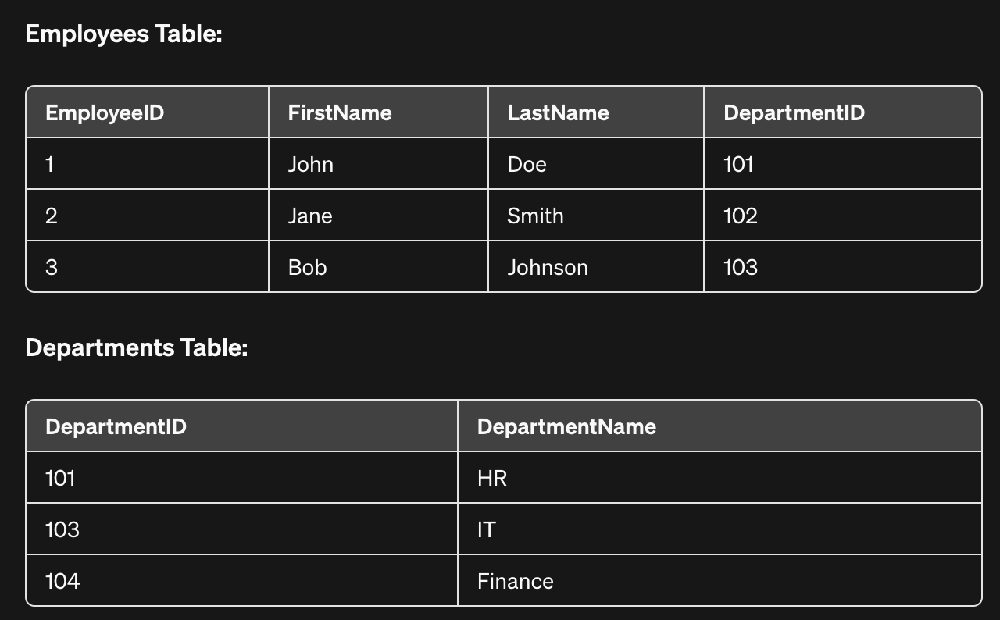 Employees Table:
EmployeeID FirstName LastName DepartmentID
1 John Doe 101
2 Jane Smith 102
3 Bob Johnson 103
Departments Table:
DepartmentID DepartmentName
101 HR
103 IT
104 Finance